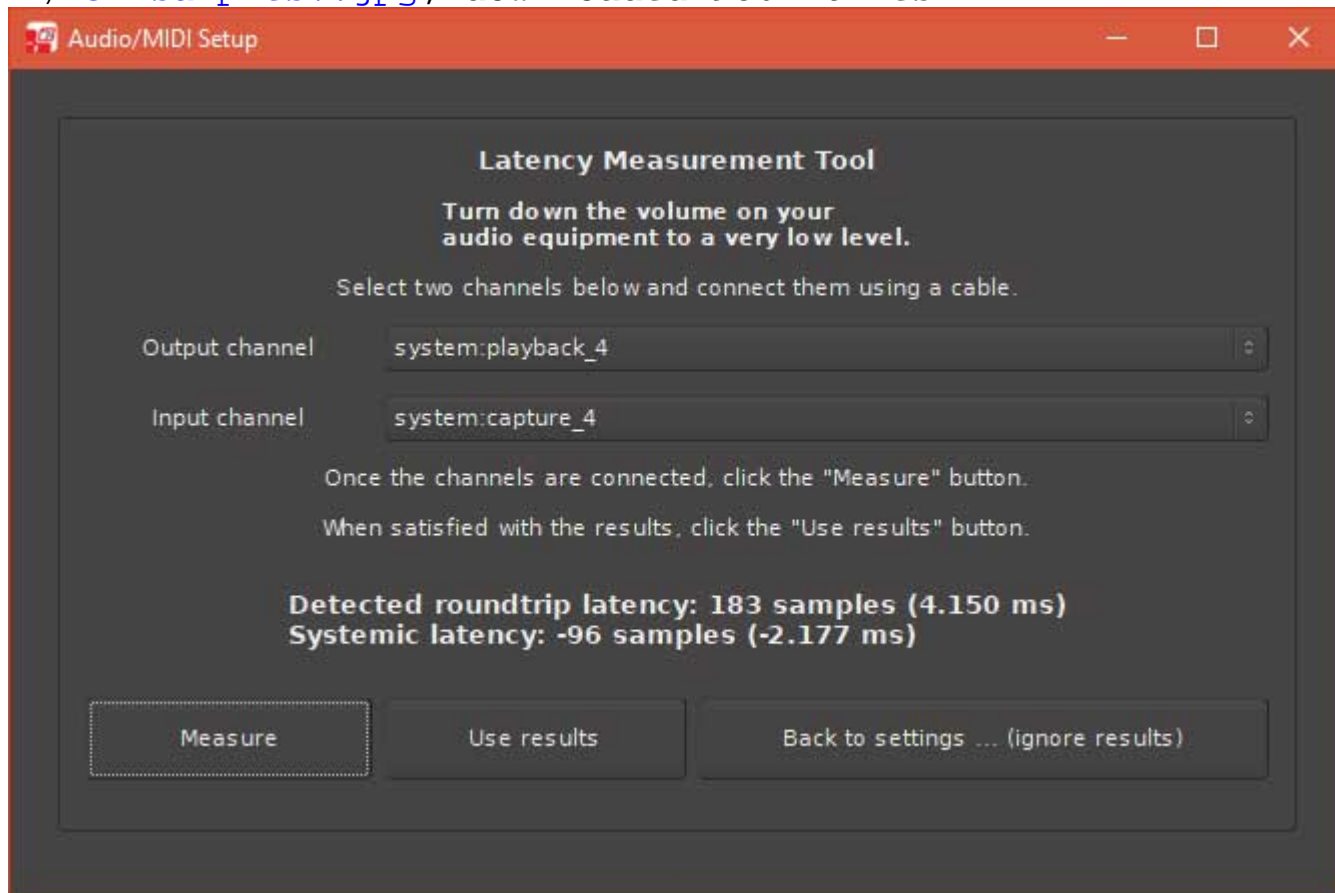 Audio/MIDI Setup
Latency Measurement Tool
Turn down the volume on your
audio equipment to a very low level.
Select two channels below and connect them using a cable.
Output channel system:playback_4
Input channel system:capture_4
Once the channels are connected, click the "Measure" button.
When satisfied with the results, click the "Use results" button.
Detected roundtrip latency: 183 samples (4.150 ms)
Systemic latency: -96 samples (-2.177 ms)
Measure Use results Back to settings ... (ignore results)